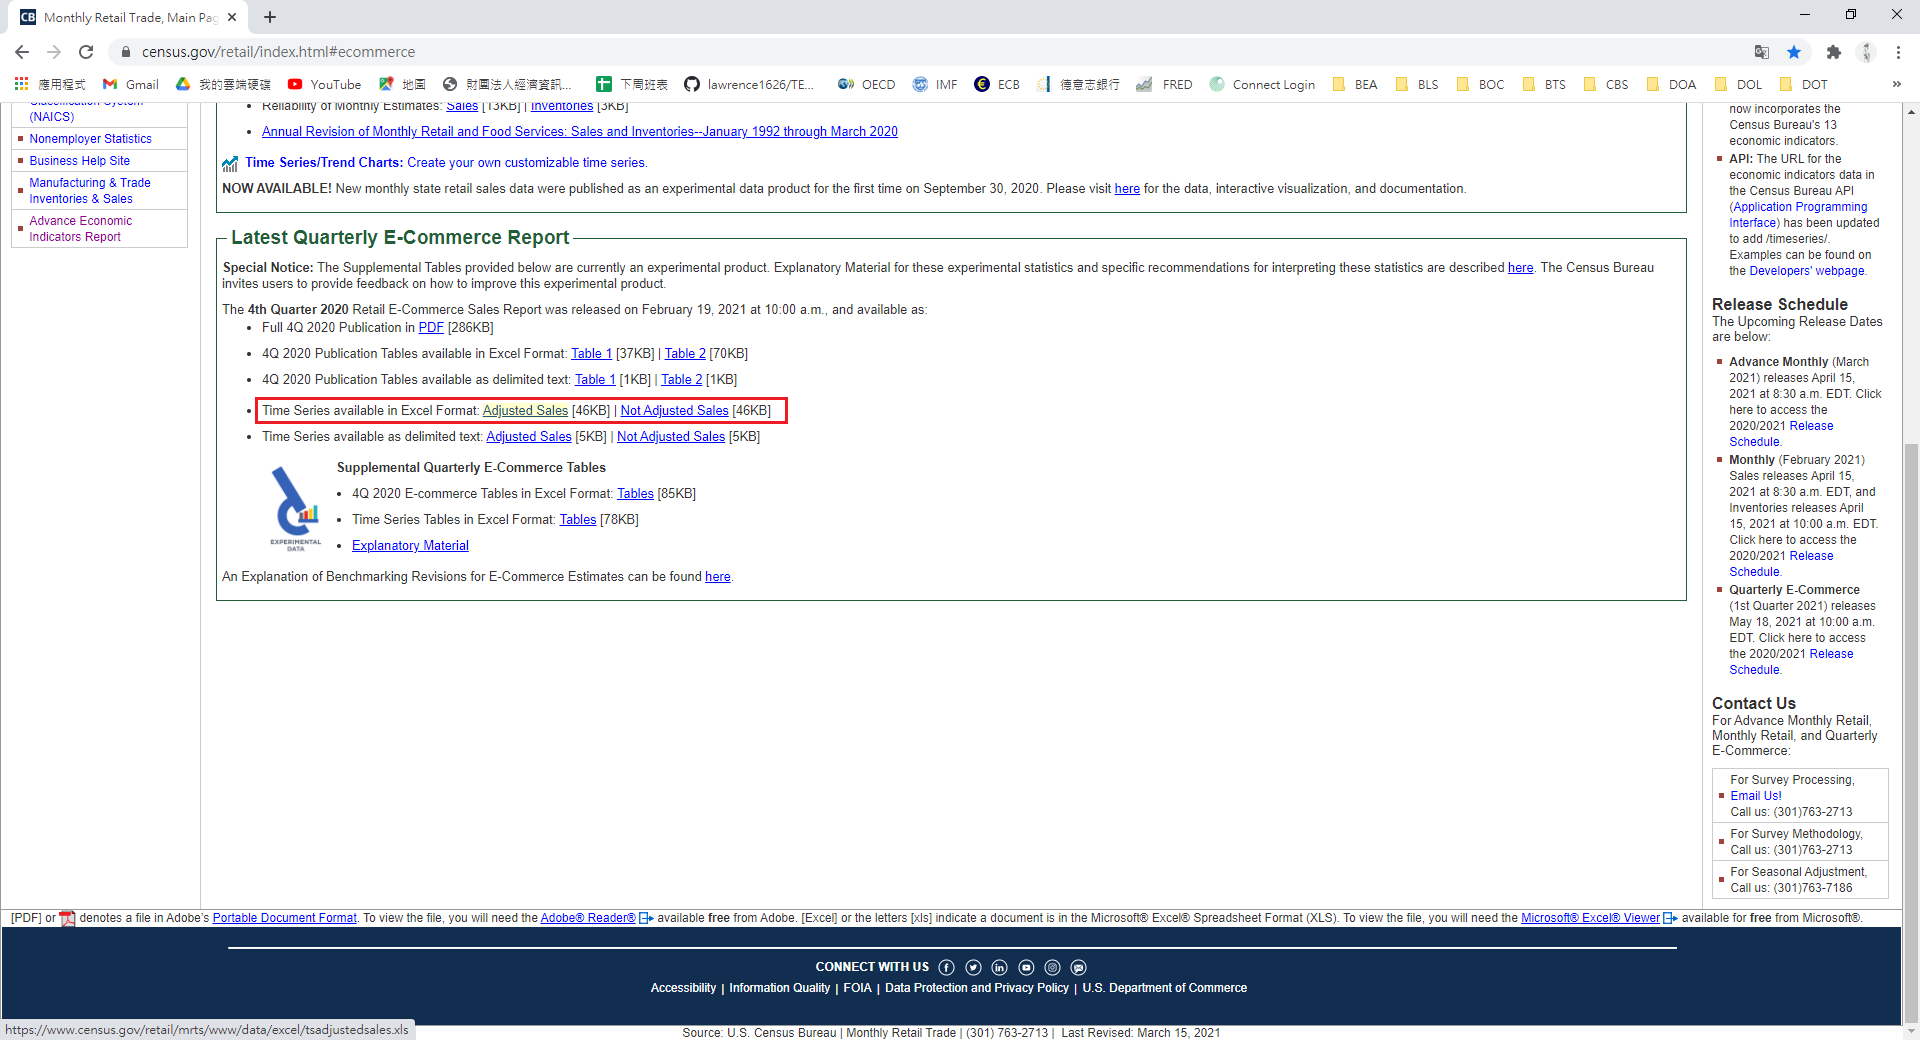 CB Monthly Retail Trade, Main Pag
census.gov/retail/index.html#ecommerce
應用程式 Gmail 我的雲端硬碟 YouTube 地圖 財團法人經濟資訊... 下周班表 lawrence1626/TE... OECD IMF ECB 德意志銀行 FRED Connect Login BEA BLS BOC BTS CBS DOA DOL DOT »
Classification System
(NAICS)
Nonemployer Statistics
Business Help Site
Manufacturing & Trade
Inventories & Sales
Advance Economic
Indicators Report
Reliability of Monthly Estimates: Sales [13KB] | Inventories [3KB]
Annual Revision of Monthly Retail and Food Services: Sales and Inventories--January 1992 through March 2020
Time Series/Trend Charts: Create your own customizable time series.
NOW AVAILABLE! New monthly state retail sales data were published as an experimental data product for the first time on September 30, 2020. Please visit here for the data, interactive visualization, and documentation.
Latest Quarterly E-Commerce Report
Special Notice: The Supplemental Tables provided below are currently an experimental product. Explanatory Material for these experimental statistics and specific recommendations for interpreting these statistics are described here. The Census Bureau
invites users to provide feedback on how to improve this experimental product.
The 4th Quarter 2020 Retail E-Commerce Sales Report was released on February 19, 2021 at 10:00 a.m., and available as:
Full 4Q 2020 Publication in PDF [286KB]
4Q 2020 Publication Tables available in Excel Format: Table 1 [37KB] | Table 2 [70KB]
4Q 2020 Publication Tables available as delimited text: Table 1 [1KB] | Table 2 [1KB]
Time Series available in Excel Format: Adjusted Sales [46KB] | Not Adjusted Sales [46KB]
Time Series available as delimited text: Adjusted Sales [5KB] | Not Adjusted Sales [5KB]
EXPERIMENTAL
DATA
Supplemental Quarterly E-Commerce Tables
4Q 2020 E-commerce Tables in Excel Format: Tables [85KB]
Time Series Tables in Excel Format: Tables [78KB]
Explanatory Material
An Explanation of Benchmarking Revisions for E-Commerce Estimates can be found here.
now incorporates the
Census Bureau's 13
economic indicators.
API: The URL for the
economic indicators data in
the Census Bureau API
(Application Programming
Interface) has been updated
to add /timeseries/.
Examples can be found on
the Developers' webpage.
Release Schedule
The Upcoming Release Dates
are below:
Advance Monthly (March
2021) releases April 15,
2021 at 8:30 a.m. EDT. Click
here to access the
2020/2021 Release
Schedule.
Monthly (February 2021)
Sales releases April 15,
2021 at 8:30 a.m. EDT, and
Inventories releases April
15, 2021 at 10:00 a.m. EDT.
Click here to access the
2020/2021 Release
Schedule.
Quarterly E-Commerce
(1st Quarter 2021) releases
May 18, 2021 at 10:00 a.m.
EDT. Click here to access
the 2020/2021 Release
Schedule.
Contact Us
For Advance Monthly Retail,
Monthly Retail, and Quarterly
E-Commerce:
For Survey Processing,
Email Us!
Call us: (301)763-2713
For Survey Methodology,
Call us: (301)763-2713
For Seasonal Adjustment,
Call us: (301)763-7186
[PDF] or denotes a file in Adobe's Portable Document Format. To view the file, you will need the Adobe® Reader® available free from Adobe. [Excel] or the letters [xls] indicate a document is in the Microsoft® Excel® Spreadsheet Format (XLS). To view the file, you will need the Microsoft® Excel® Viewer available for free from Microsoft®.
CONNECT WITH US
Accessibility | Information Quality | FOIA | Data Protection and Privacy Policy | U.S. Department of Commerce
https://www.census.gov/retail/mrts/www/data/excel/tsadjustedsales.xls
Source: U.S. Census Bureau | Monthly Retail Trade | (301) 763-2713 | Last Revised: March 15, 2021